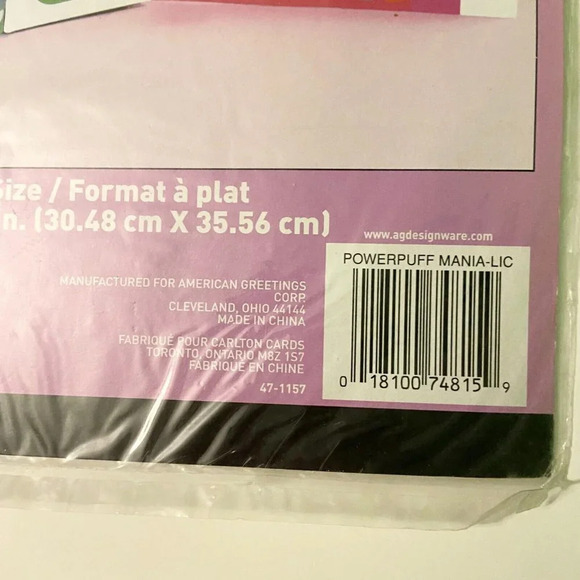 Size / Format à plat
n. (30.48 cm X 35.56 cm)
www.agdesignware.com
POWERPUFF MANIA-LIC
MANUFACTURED FOR AMERICAN GREETINGS
CORP.
CLEVELAND, OHIO 44144
MADE IN CHINA
FABRIQUÉ POUR CARLTON CARDS
TORONTO, ONTARIO M8Z 1S7
FABRIQUÉ EN CHINE
47-1157
0 18100 74815 9